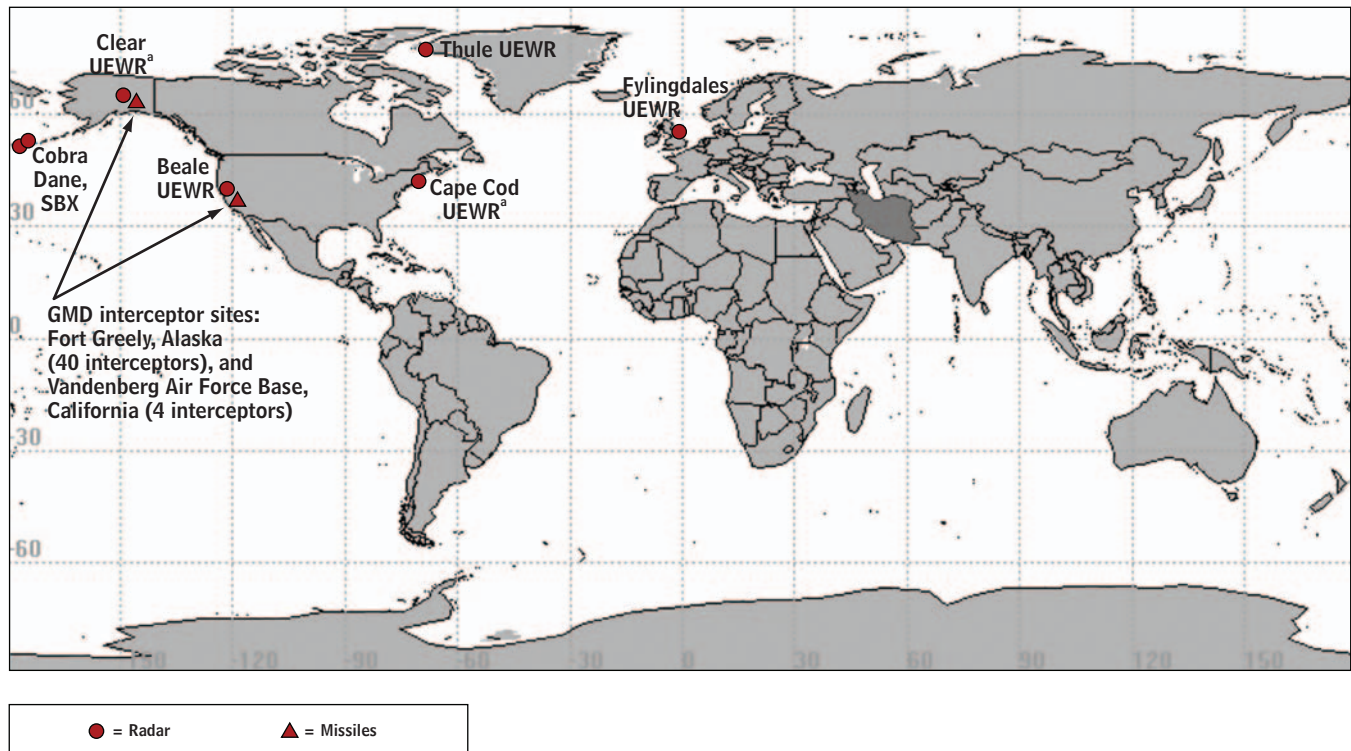 Clear
UEWRa
Thule UEWR
Fylingdales
UEWR
60
Cobra
Dane,
SBX
Beale
UEWR
Cape Cod
UEWRa
30
GMD interceptor sites:
Fort Greely, Alaska
(40 interceptors), and
Vandenberg Air Force Base,
California (4 interceptors)
0
-30
-60
-150 -120 -90 -60 -30 0 30 60 90 120 150
= Radar
= Missiles